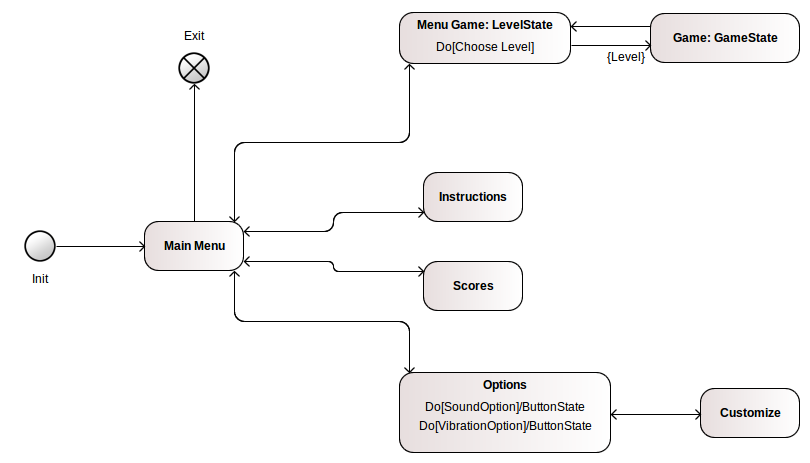 Exit
Menu Game: LevelState
Do[Choose Level]
Game: GameState
{Level}
Instructions
Main Menu
Init
Scores
Options
Do[SoundOption]/ButtonState
Do[VibrationOption]/ButtonState
Customize